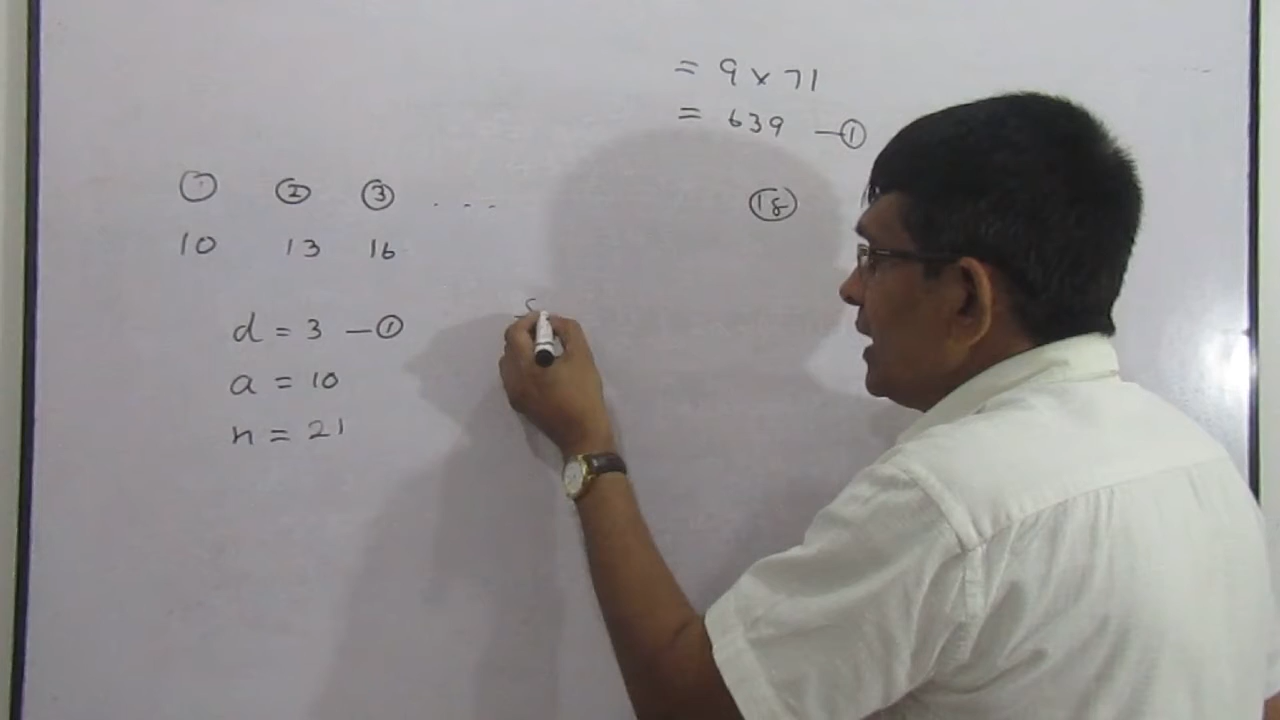 = 9 x 71
= 639 — ①
① ② ③ . - - - ⑱
10 13 16
d = 3 — ①
a = 10
n = 21
S